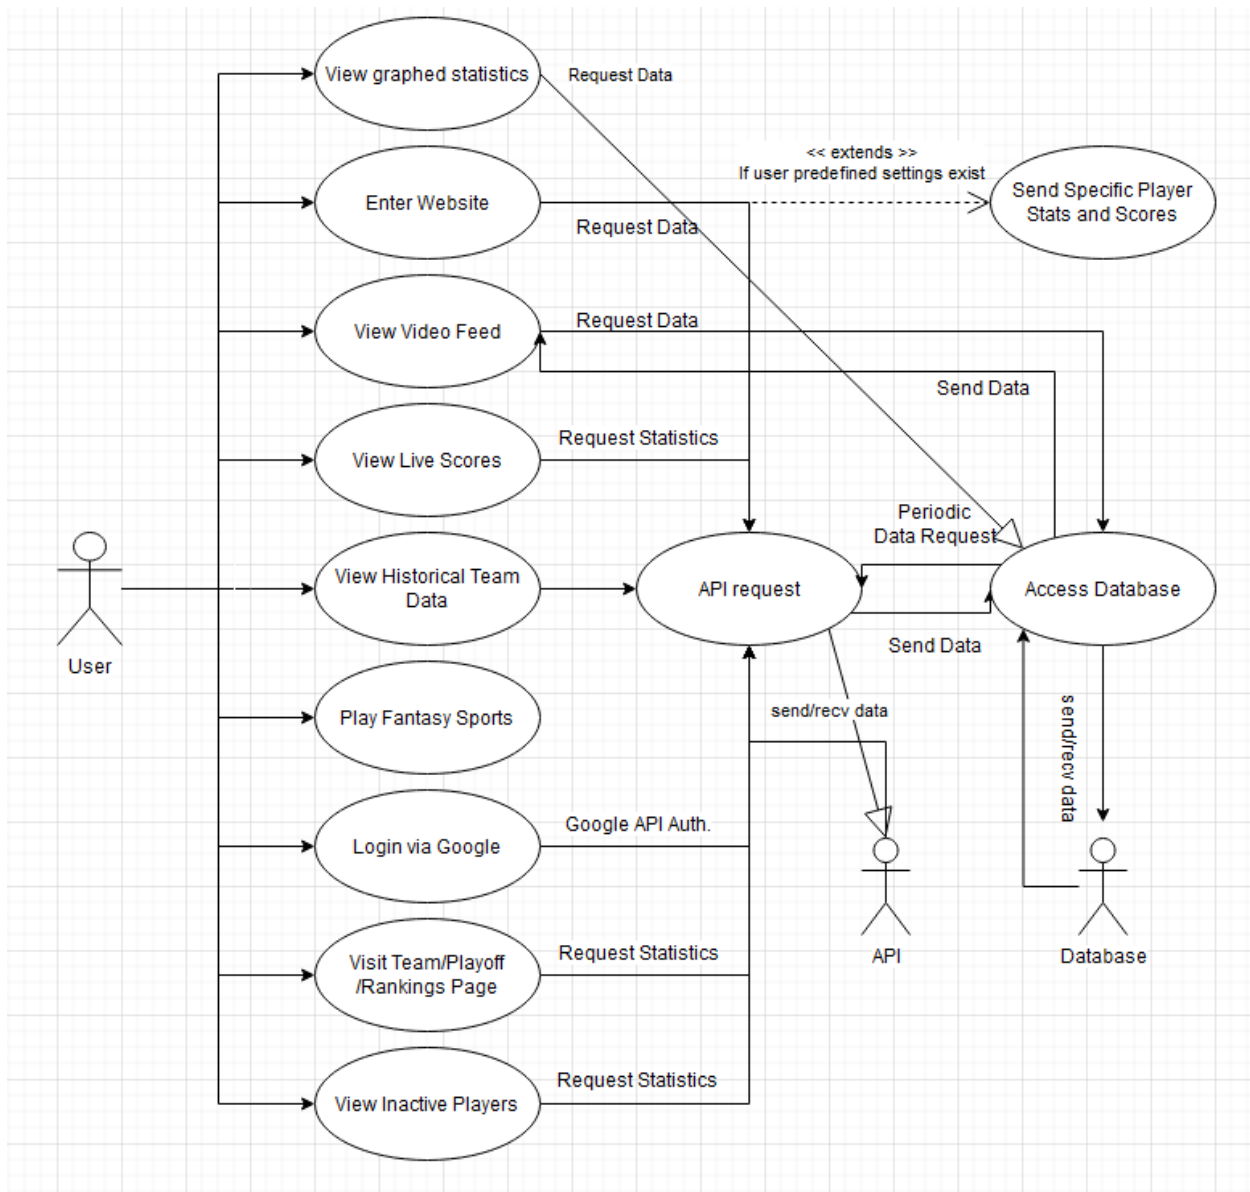 View graphed statistics
Request Data
<< extends >>
If user predefined settings exist
Send Specific Player
Stats and Scores
Enter Website
Request Data
View Video Feed
Request Data
Send Data
View Live Scores
Request Statistics
Periodic
Data Request
User
View Historical Team
Data
API request
Access Database
Send Data
Play Fantasy Sports
send/recv data
send/recv data
Login via Google
Google API Auth.
API
Database
Visit Team/Playoff
/Rankings Page
Request Statistics
View Inactive Players
Request Statistics